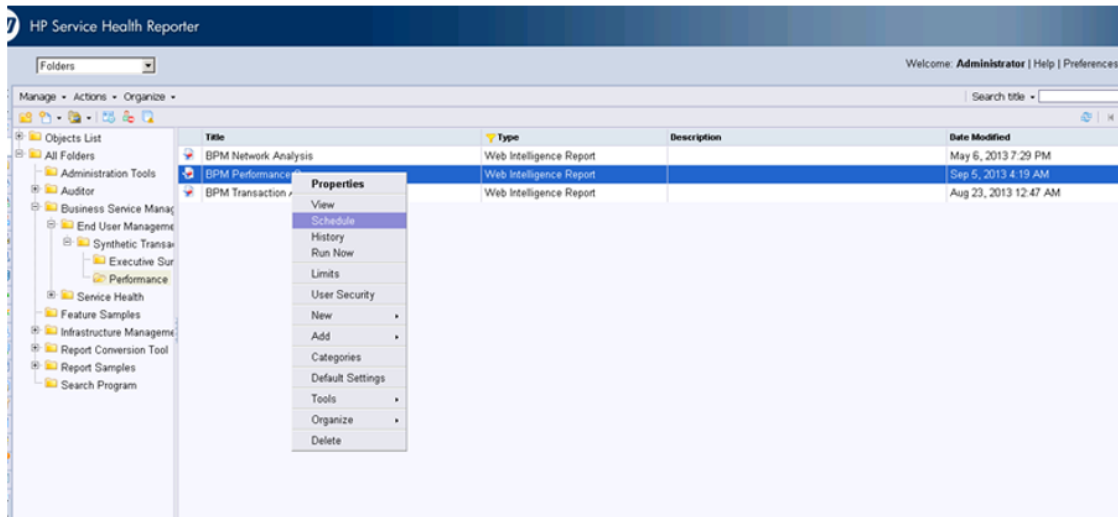 HP Service Health Reporter
Folders
Welcome: Administrator | Help | Preferences
Manage - Actions - Organize -
Search title -
Objects List
All Folders
Administration Tools
Auditor
Business Service Manag
End User Manageme
Synthetic Transa
Executive Sur
Performance
Service Health
Feature Samples
Infrastructure Manageme
Report Conversion Tool
Report Samples
Search Program
Title Type Description Date Modified
BPM Network Analysis Web Intelligence Report May 6, 2013 7:29 PM
BPM Performance Web Intelligence Report Sep 5, 2013 4:19 AM
BPM Transaction Web Intelligence Report Aug 23, 2013 12:47 AM
Properties
View
Schedule
History
Run Now
Limits
User Security
New
Add
Categories
Default Settings
Tools
Organize
Delete